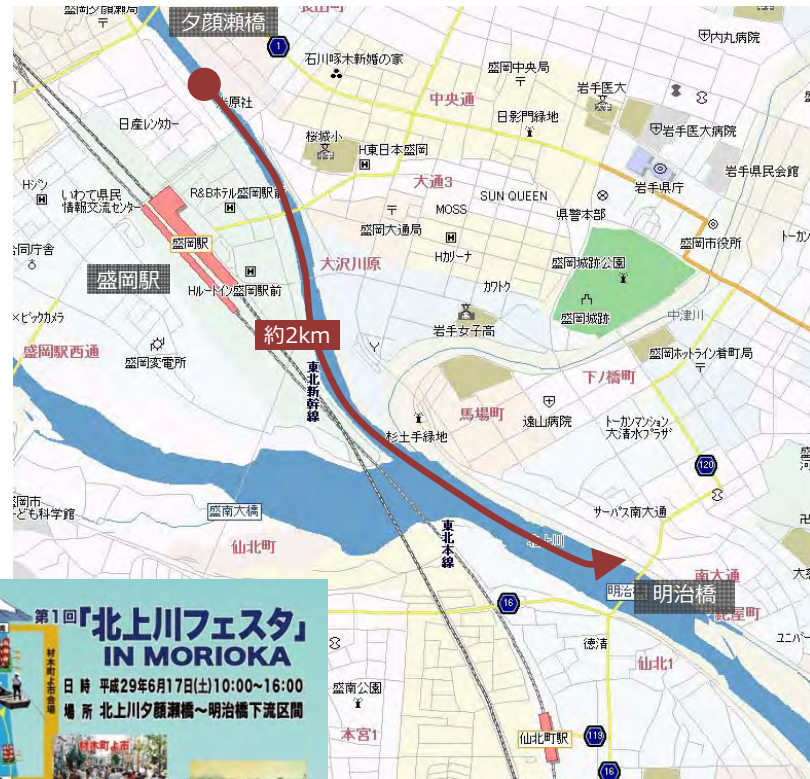 盛岡夕顔瀬局
夕顔瀬橋
1
石川啄木新婚の家
内丸病院
盛岡中央局
岩手医大
中央通
日影門緑地
岩手医大病院
日産レンタカー
桜城小
H東日本盛岡
岩手県民会館
岩手県庁
大通3
Hシン
いわて県民
情報交流センター
R&Bホテル盛岡駅前
SUN QUEEN
MOSS
県警本部
盛岡大通局
盛岡市役所
Hカリーナ
盛岡駅
盛岡駅
大沢川原
盛岡城跡公園
カワトク
Hルートイン盛岡駅前
盛岡城跡
中津川
ビックカメラ
約2km
岩手女子高
盛岡駅西通
盛岡変電所
盛岡ホットライン肴町局
下ノ橋町
東北新幹線
馬場町
遠山病院
トーカンマンション
大清水プラザ
杉土手緑地
120
盛南大橋
サーパス南大通
仙北町
東北本線
北上川
南大通
明治橋
16
徳清
仙北1
盛南公園
本宮1
仙北町駅
119
16
第1回「北上川フェスタ」
IN MORIOKA
日時 平成29年6月17日(土)10:00~16:00
場所 北上川夕顔瀬橋~明治橋下流区間
材木町よ市会場
材木町よ市